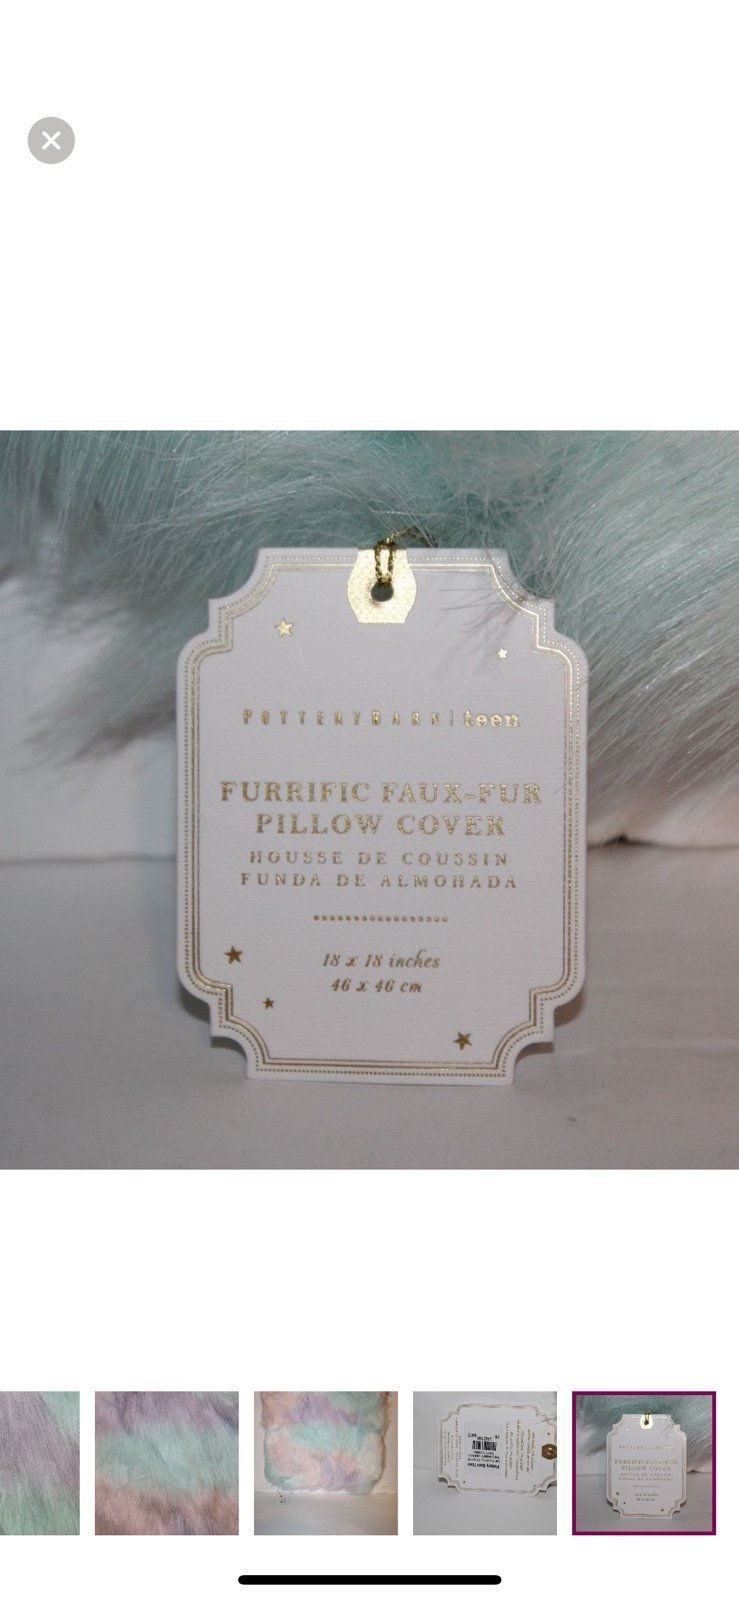 POTTERYBARN | teen
FURRIFIC FAUX-FUR
PILLOW COVER
HOUSSE DE COUSSIN
FUNDA DE ALMOHADA
18 x 18 inches
46 x 46 cm